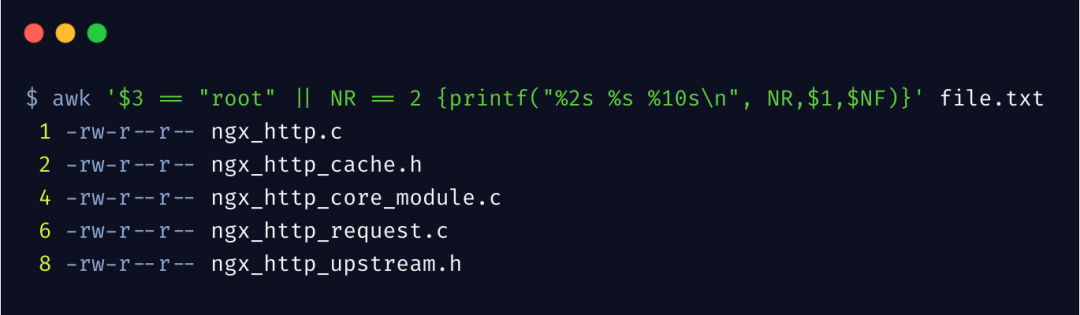 $ awk '$3 == "root" || NR == 2 {printf("%2s %s %10s\n", NR,$1,$NF)}' file.txt
1 -rw-r--r-- ngx_http.c
2 -rw-r--r-- ngx_http_cache.h
4 -rw-r--r-- ngx_http_core_module.c
6 -rw-r--r-- ngx_http_request.c
8 -rw-r--r-- ngx_http_upstream.h